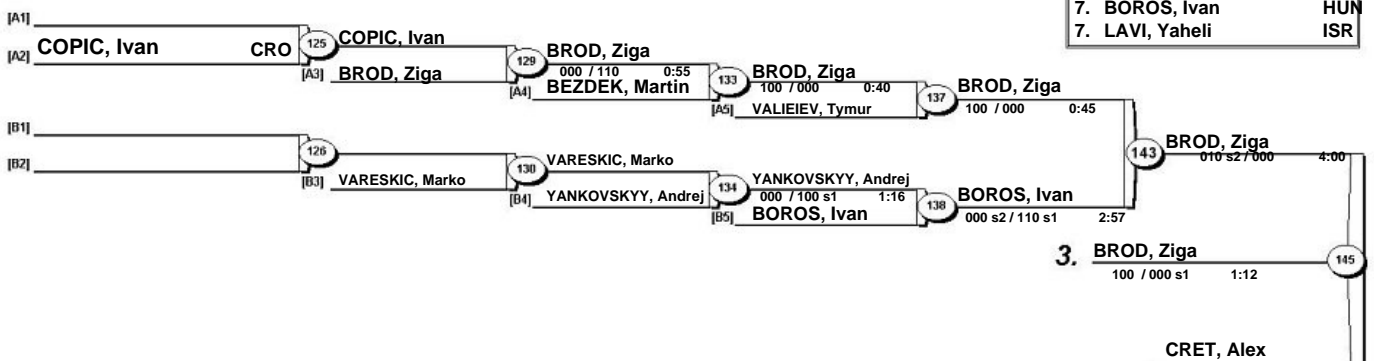 7. BOROS, Ivan HUN
7. LAVI, Yaheli ISR
[A1]
[A2] COPIC, Ivan CRO
125
COPIC, Ivan
[A3] BROD, Ziga
129
BROD, Ziga
000 / 110 0:55
[A4] BEZDEK, Martin
133
BROD, Ziga
100 / 000 0:40
[A5] VALIEIEV, Tymur
137
BROD, Ziga
100 / 000 0:45
[B1]
[B2]
126
[B3] VARESKIC, Marko
130
VARESKIC, Marko
[B4] YANKOVSKYY, Andrej
134
YANKOVSKYY, Andrej
000 / 100 s1 1:16
[B5] BOROS, Ivan
138
BOROS, Ivan
000 s2 / 110 s1 2:57
143
BROD, Ziga
010 s2 / 000 4:00
3. BROD, Ziga
100 / 000 s1 1:12
145
CRET, Alex